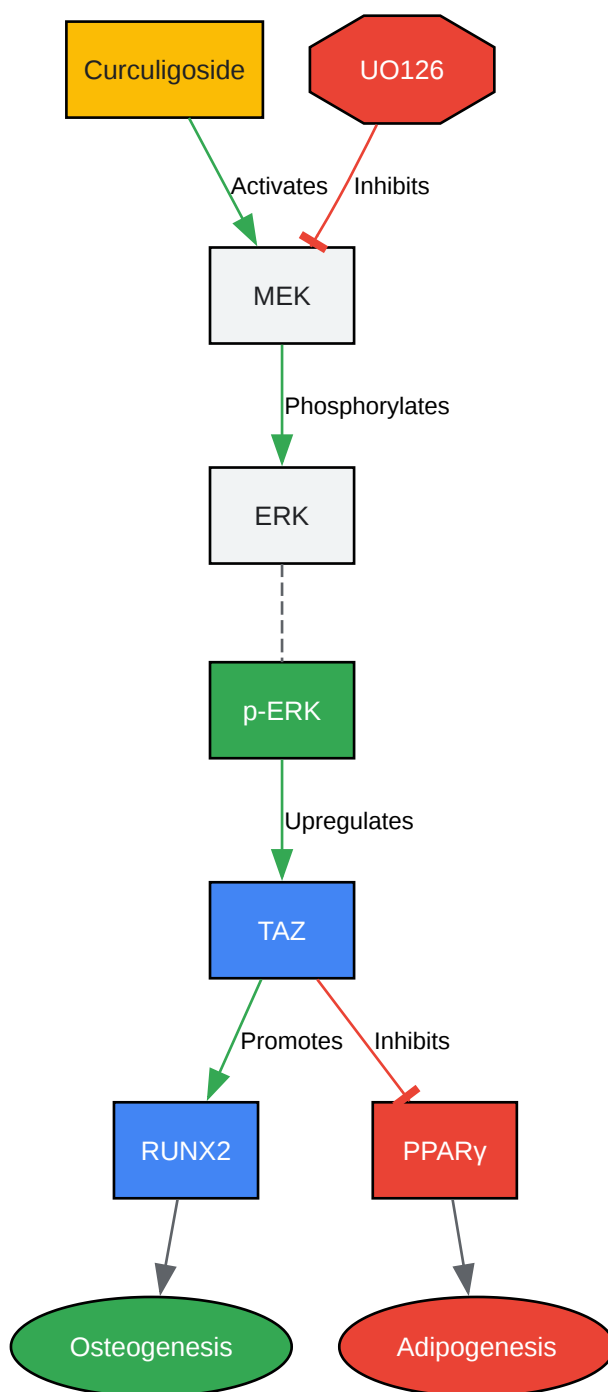 Curculigoside
UO126
Activates
Inhibits
MEK
Phosphorylates
ERK
p-ERK
Upregulates
TAZ
Promotes
Inhibits
RUNX2
PPARγ
Osteogenesis
Adipogenesis